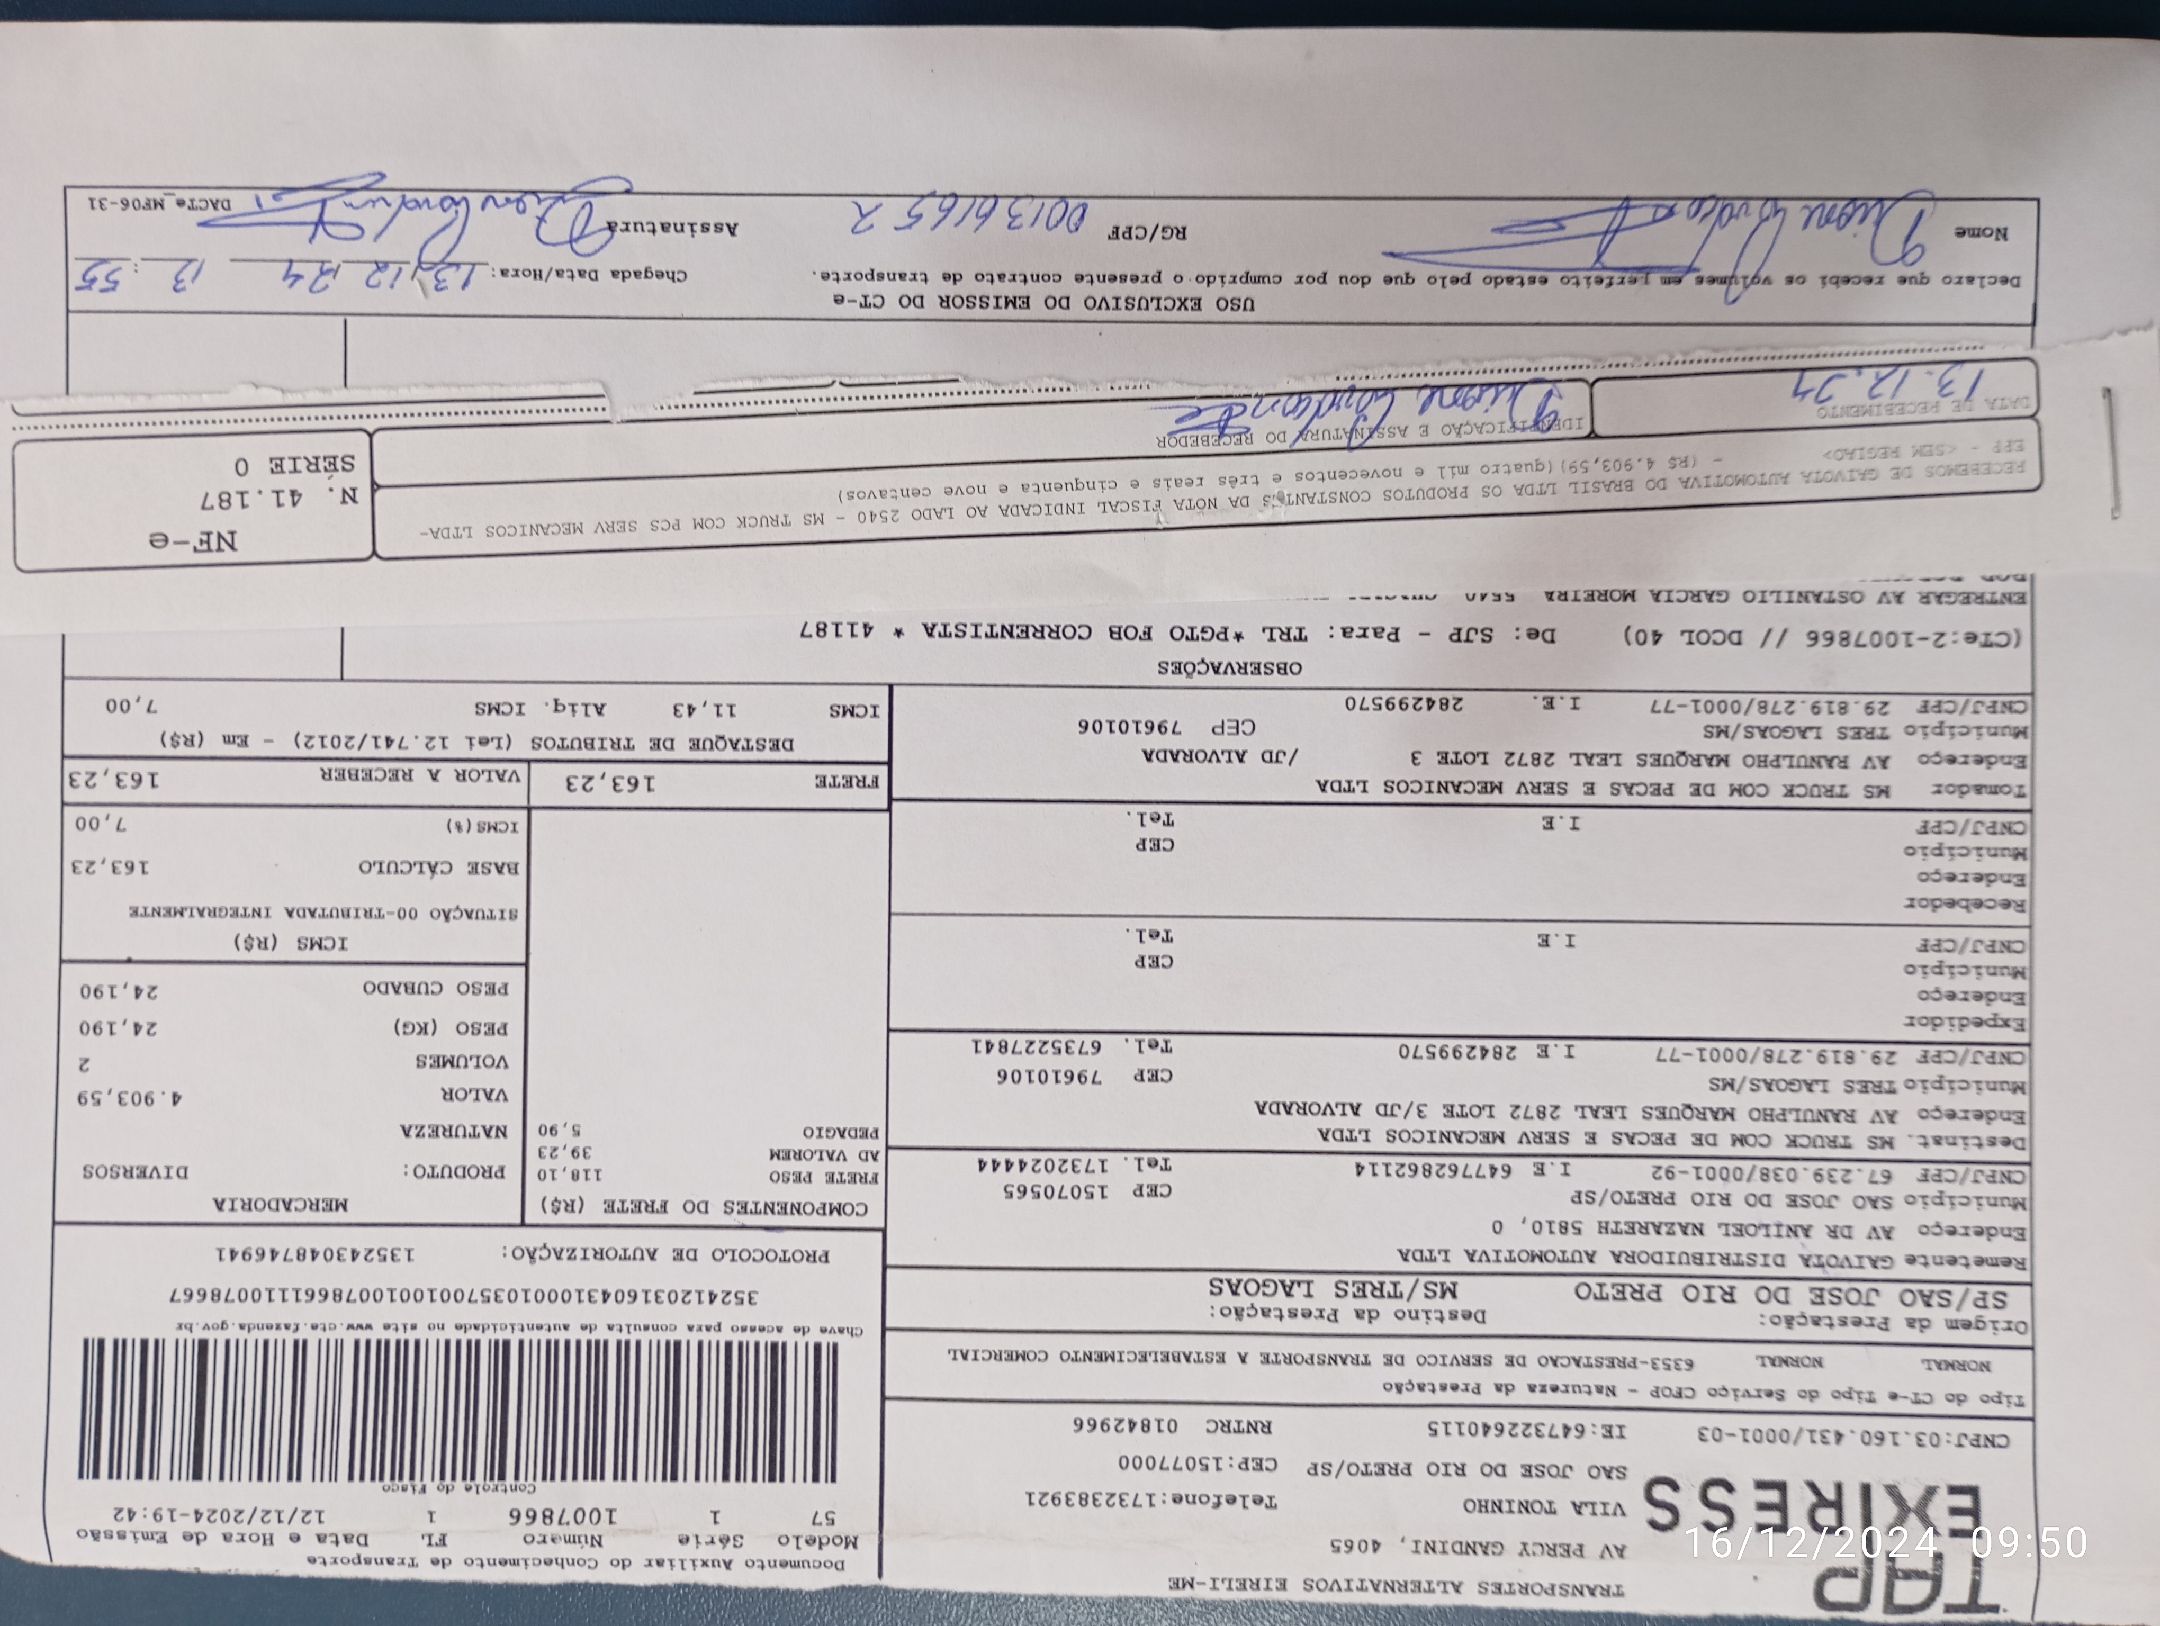 TAP
EXPRESS
TRANSPORTES ALTERNATIVOS EIRELI-ME
AV PERCY GANDINI, 4065
VILA TONINHO Telefone:1732383921
SAO JOSE DO RIO PRETO/SP CEP:15077000
CNPJ:03.160.431/0001-03 IE:647322640115 RNTRC 01842966
Documento Auxiliar do Conhecimento de Transporte
Modelo Série Número FL Data e Hora de Emissão
57 1 1007866 1 12/12/2024-19:42
Controle do Fisco
Chave de acesso para consulta de autenticidade no site www.cte.fazenda.gov.br
35241203160431000103570010010078661110078667
PROTOCOLO DE AUTORIZAÇÃO: 135243048746941
Tipo do CT-e Tipo do Serviço CFOP - Natureza da Prestação
NORMAL NORMAL 6353-PRESTACAO DE SERVICO DE TRANSPORTE A ESTABELECIMENTO COMERCIAL
Origem da Prestação: Destino da Prestação:
SP/SAO JOSE DO RIO PRETO MS/TRES LAGOAS
Remetente GAIVOTA DISTRIBUIDORA AUTOMOTIVA LTDA
Endereço AV DR ANILOEL NAZARETH 5810, 0
Município SAO JOSE DO RIO PRETO/SP CEP 15070565
CNPJ/CPF 67.239.038/0001-92 I.E 647762862114 Tel. 1732024444
Destinat. MS TRUCK COM DE PECAS E SERV MECANICOS LTDA
Endereço AV RANULPHO MARQUES LEAL 2872 LOTE 3/JD ALVORADA
Município TRES LAGOAS/MS CEP 79610106
CNPJ/CPF 29.819.278/0001-77 I.E 284299570 Tel. 6735227841
Expedidor
Endereço
Município CEP
CNPJ/CPF I.E Tel.
Recebedor
Endereço
Município CEP
CNPJ/CPF I.E Tel.
Tomador MS TRUCK COM DE PECAS E SERV MECANICOS LTDA
Endereço AV RANULPHO MARQUES LEAL 2872 LOTE 3 /JD ALVORADA
Município TRES LAGOAS/MS CEP 79610106
CNPJ/CPF 29.819.278/0001-77 I.E. 284299570
COMPONENTES DO FRETE (R$)
FRETE PESO 118,10
AD VALOREM 39,23
PEDAGIO 5,90
MERCADORIA
PRODUTO: DIVERSOS
NATUREZA
VALOR 4.903,59
VOLUMES 2
PESO (KG) 24,190
PESO CUBADO 24,190
ICMS (R$)
SITUAÇÃO 00-TRIBUTADA INTEGRALMENTE
BASE CÁLCULO 163,23
ICMS(%) 7,00
FRETE 163,23 VALOR A RECEBER 163,23
DESTAQUE DE TRIBUTOS (Lei 12.741/2012) - Em (R$)
ICMS 11,43 Aliq. ICMS 7,00
OBSERVAÇÕES
(CTe:2-1007866 // DCOL 40) De: SJP - Para: TRL *PGTO FOB CORRENTISTA * 41187
ENTREGAR AV OSTANILIO GARCIA MOREIRA 5540
RECEBEMOS DE GAIVOTA AUTOMOTIVA DO BRASIL LTDA OS PRODUTOS CONSTANTES DA NOTA FISCAL INDICADA AO LADO 2540 - MS TRUCK COM PCS SERV MECANICOS LTDA-
EPP - <SEM REGIAO> - (R$ 4.903,59)(quatro mil e novecentos e três reais e cinquenta e nove centavos)
DATA DE RECEBIMENTO IDENTIFICAÇÃO E ASSINATURA DO RECEBEDOR
13.12.24
NF-e
N. 41.187
SÉRIE 0
USO EXCLUSIVO DO EMISSOR DO CT-e
Declaro que recebi os volumes em perfeito estado pelo que dou por cumprido o presente contrato de transporte. Chegada Data/Hora: 13/12/24 13:55
Nome RG/CPF 001361652 Assinatura
DACTe MF06-31
16/12/2024 09:50